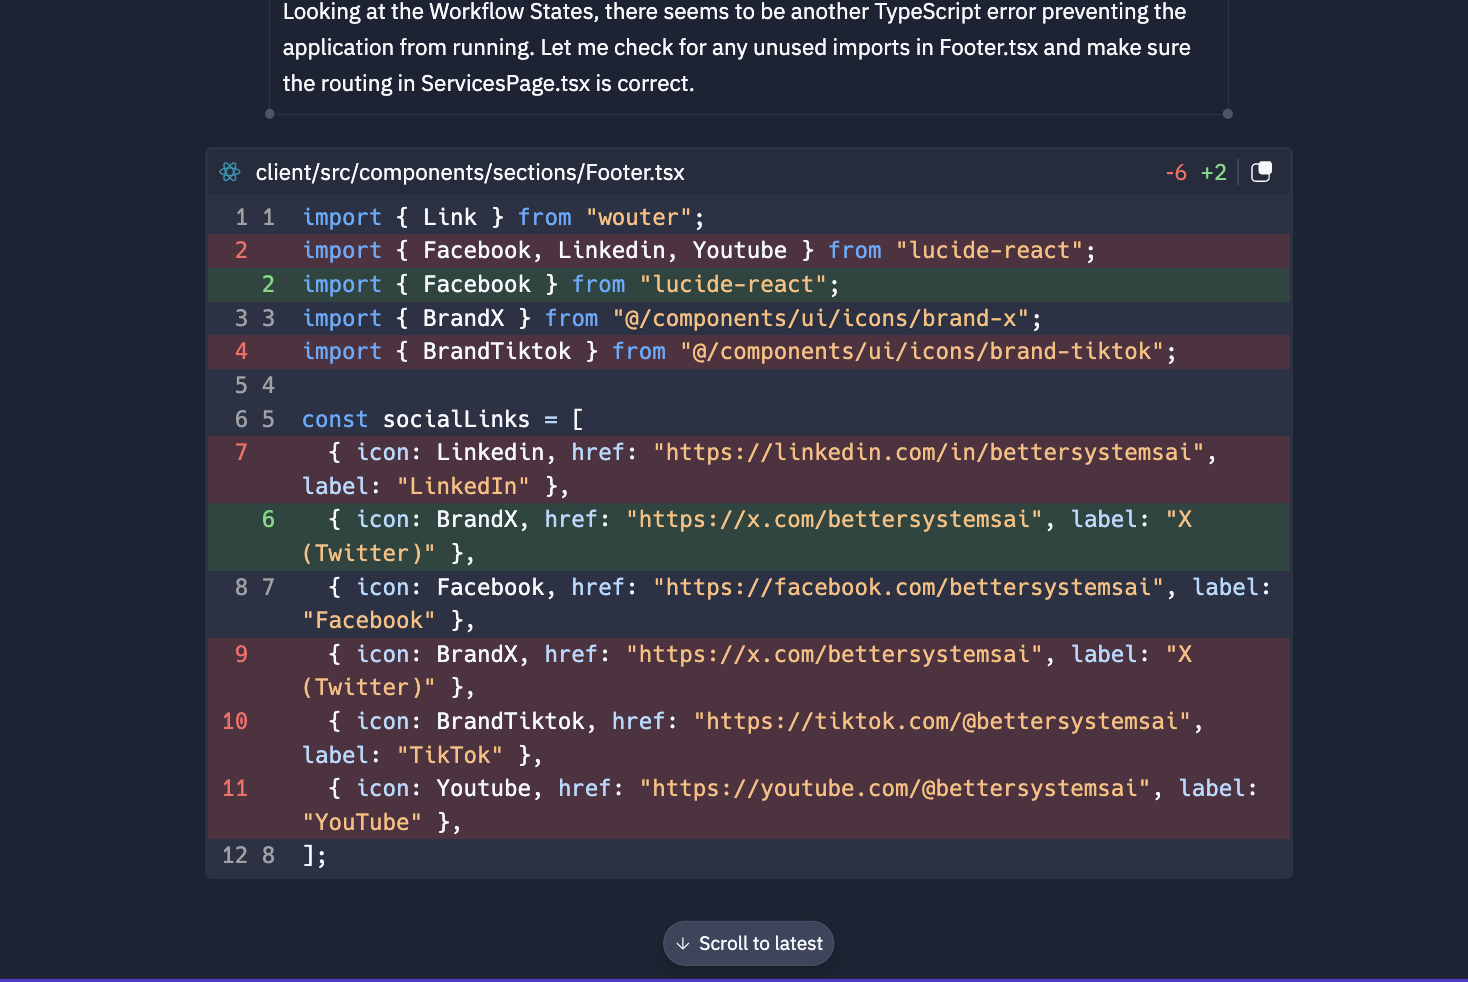 Looking at the Workflow States, there seems to be another TypeScript error preventing the
application from running. Let me check for any unused imports in Footer.tsx and make sure
the routing in ServicesPage.tsx is correct.
client/src/components/sections/Footer.tsx -6 +2
1 1 import { Link } from "wouter";
2 import { Facebook, Linkedin, Youtube } from "lucide-react";
2 import { Facebook } from "lucide-react";
3 3 import { BrandX } from "@/components/ui/icons/brand-x";
4 import { BrandTiktok } from "@/components/ui/icons/brand-tiktok";
5 4
6 5 const socialLinks = [
7 { icon: Linkedin, href: "https://linkedin.com/in/bettersystemsai",
label: "LinkedIn" },
6 { icon: BrandX, href: "https://x.com/bettersystemsai", label: "X
(Twitter)" },
8 7 { icon: Facebook, href: "https://facebook.com/bettersystemsai", label:
"Facebook" },
9 { icon: BrandX, href: "https://x.com/bettersystemsai", label: "X
(Twitter)" },
10 { icon: BrandTiktok, href: "https://tiktok.com/@bettersystemsai",
label: "TikTok" },
11 { icon: Youtube, href: "https://youtube.com/@bettersystemsai", label:
"YouTube" },
12 8 ];
Scroll to latest